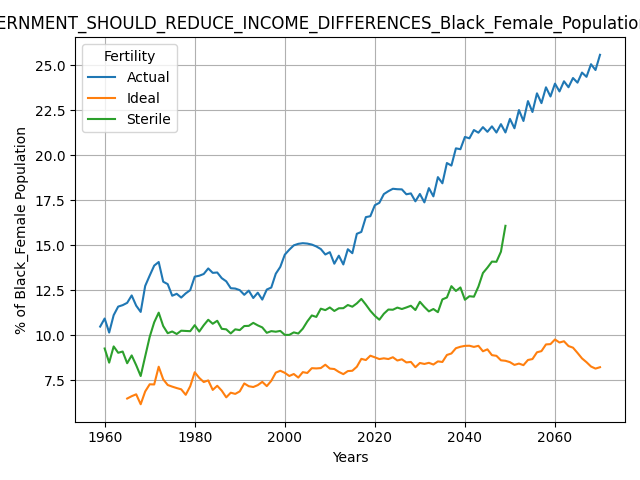 ERNMENT_SHOULD_REDUCE_INCOME_DIFFERENCES_Black_Female_Population
Fertility
Actual
Ideal
Sterile
% of Black_Female Population
25.0
22.5
20.0
17.5
15.0
12.5
10.0
7.5
1960
1980
2000
2020
2040
2060
Years